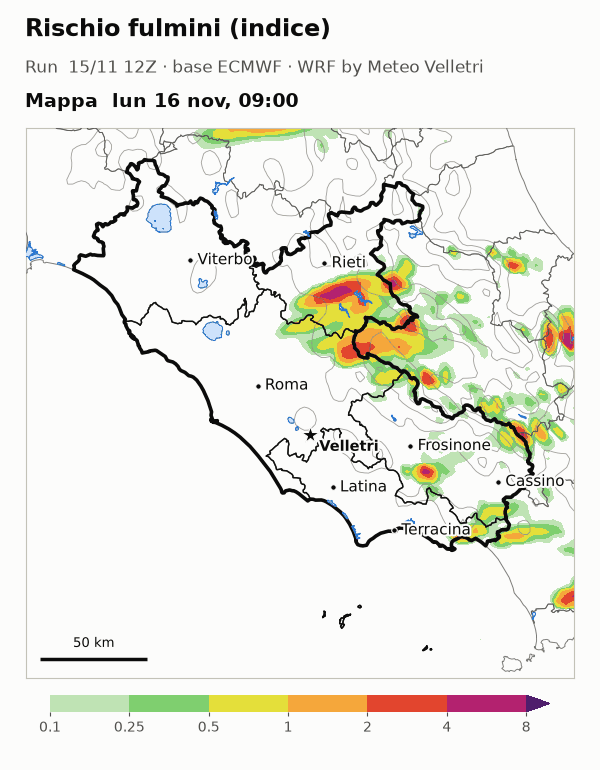 Rischio fulmini (indice)
Run  15/11 12Z · base ECMWF · WRF by Meteo Velletri
Mappa  lun 16 nov, 09:00
Viterbo
Rieti
Roma
Velletri
Frosinone
Latina
Cassino
Terracina
50 km
0.1 0.25 0.5 1 2 4 8